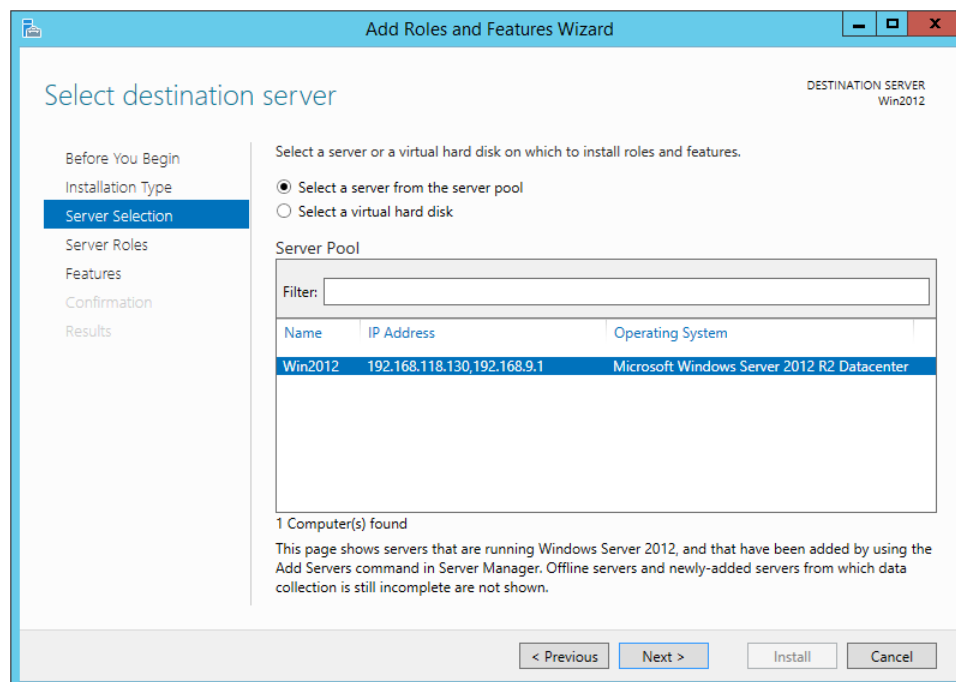 Add Roles and Features Wizard
Select destination server
DESTINATION SERVER
Win2012
Before You Begin
Installation Type
Server Selection
Server Roles
Features
Confirmation
Results
Select a server or a virtual hard disk on which to install roles and features.
Select a server from the server pool
Select a virtual hard disk
Server Pool
Filter:
Name IP Address Operating System
Win2012 192.168.118.130,192.168.9.1 Microsoft Windows Server 2012 R2 Datacenter
1 Computer(s) found
This page shows servers that are running Windows Server 2012, and that have been added by using the
Add Servers command in Server Manager. Offline servers and newly-added servers from which data
collection is still incomplete are not shown.
< Previous Next > Install Cancel